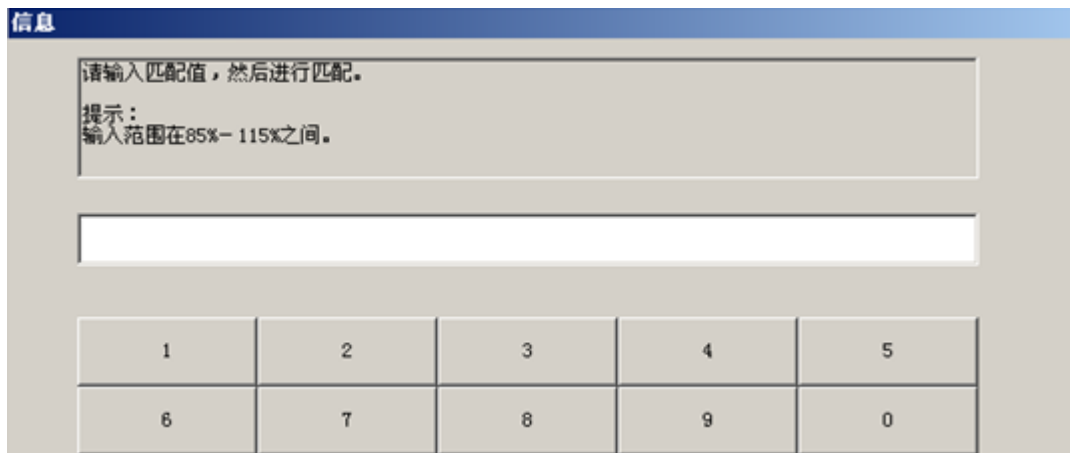 信息
请输入匹配值，然后进行匹配。
提示：
输入范围在85%-115%之间。
1 2 3 4 5
6 7 8 9 0